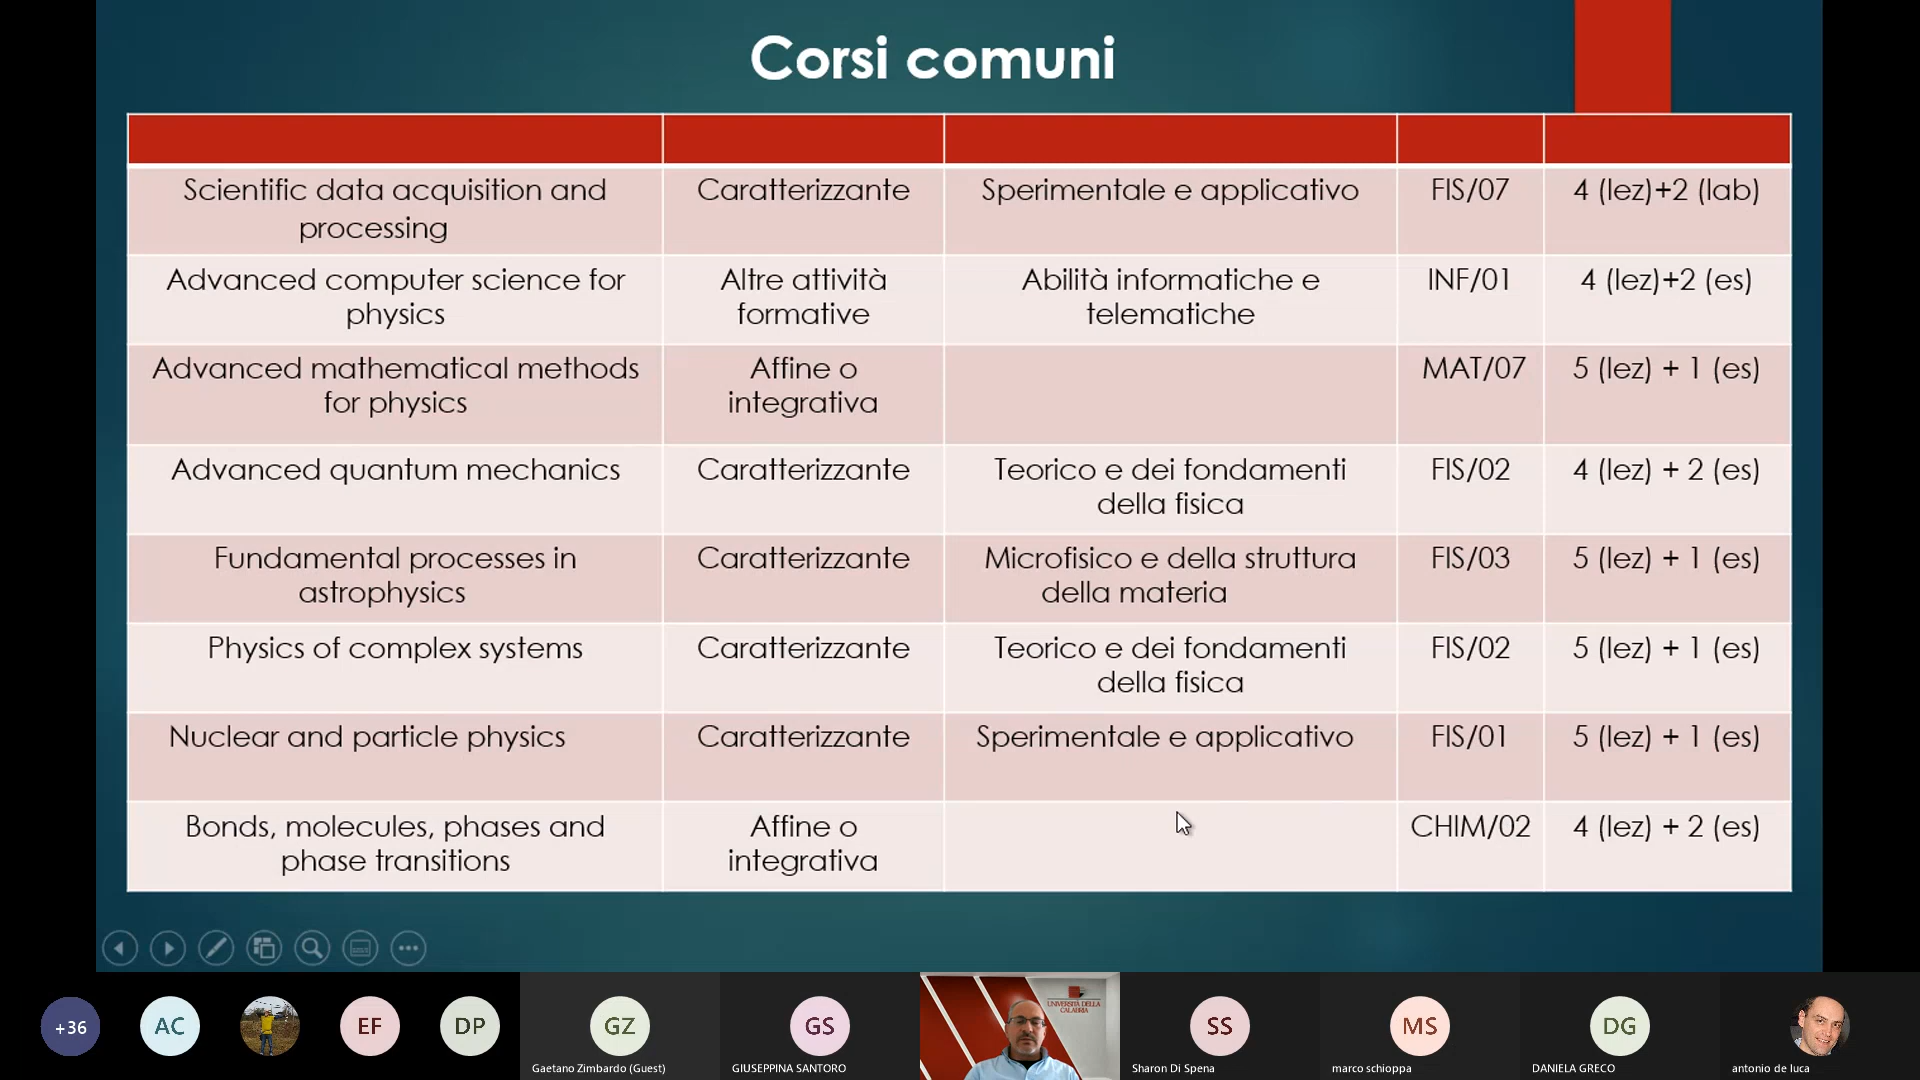 Corsi comuni
Scientific data acquisition and
processing
Caratterizzante
Sperimentale e applicativo
FIS/07
4 (lez)+2 (lab)
Advanced computer science for
physics
Altre attività
formative
Abilità informatiche e
telematiche
INF/01
4 (lez)+2 (es)
Advanced mathematical methods
for physics
Affine o
integrativa
MAT/07
5 (lez) + 1 (es)
Advanced quantum mechanics
Caratterizzante
Teorico e dei fondamenti
della fisica
FIS/02
4 (lez) + 2 (es)
Fundamental processes in
astrophysics
Caratterizzante
Microfisico e della struttura
della materia
FIS/03
5 (lez) + 1 (es)
Physics of complex systems
Caratterizzante
Teorico e dei fondamenti
della fisica
FIS/02
5 (lez) + 1 (es)
Nuclear and particle physics
Caratterizzante
Sperimentale e applicativo
FIS/01
5 (lez) + 1 (es)
Bonds, molecules, phases and
phase transitions
Affine o
integrativa
CHIM/02
4 (lez) + 2 (es)
+36
AC
EF
DP
GZ
Gaetano Zimbardo (Guest)
GS
GIUSEPPINA SANTORO
UNIVERSITÀ DELLA
CALABRIA
SS
Sharon Di Spena
MS
marco schioppa
DG
DANIELA GRECO
antonio de luca